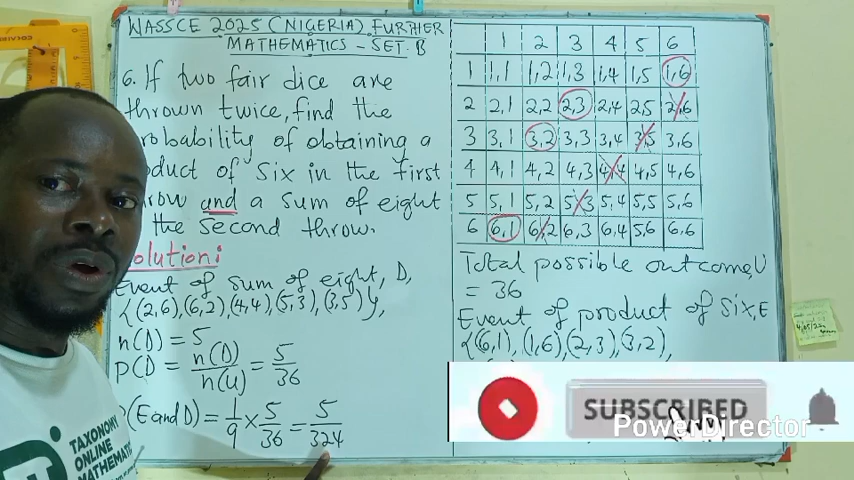 WASSCE 2025 (NIGERIA) FURTHER
MATHEMATICS - SET B
6. If two fair dice are
thrown twice, find the
probability of obtaining a
product of six in the first
throw and a sum of eight
the second throw.
Solution:
Event of sum of eight, D,
{(2,6), (6,2), (4,4), (5,3), (3,5)},
n(D) = 5
P(D = n(D)/n(U) = 5/36
P(E and D) = 1/9 × 5/36 = 5/324
1 2 3 4 5 6
1 1,1 1,2 1,3 1,4 1,5 1,6
2 2,1 2,2 2,3 2,4 2,5 2,6
3 3,1 3,2 3,3 3,4 3,5 3,6
4 4,1 4,2 4,3 4,4 4,5 4,6
5 5,1 5,2 5,3 5,4 5,5 5,6
6 6,1 6,2 6,3 6,4 5,6 6,6
Total possible outcome, U
= 36
Event of product of six, E
{(6,1), (1,6), (2,3), (3,2),
SUBSCRIBED
PowerDirector
TAXONOMY
ONLINE
MATHEMATIC